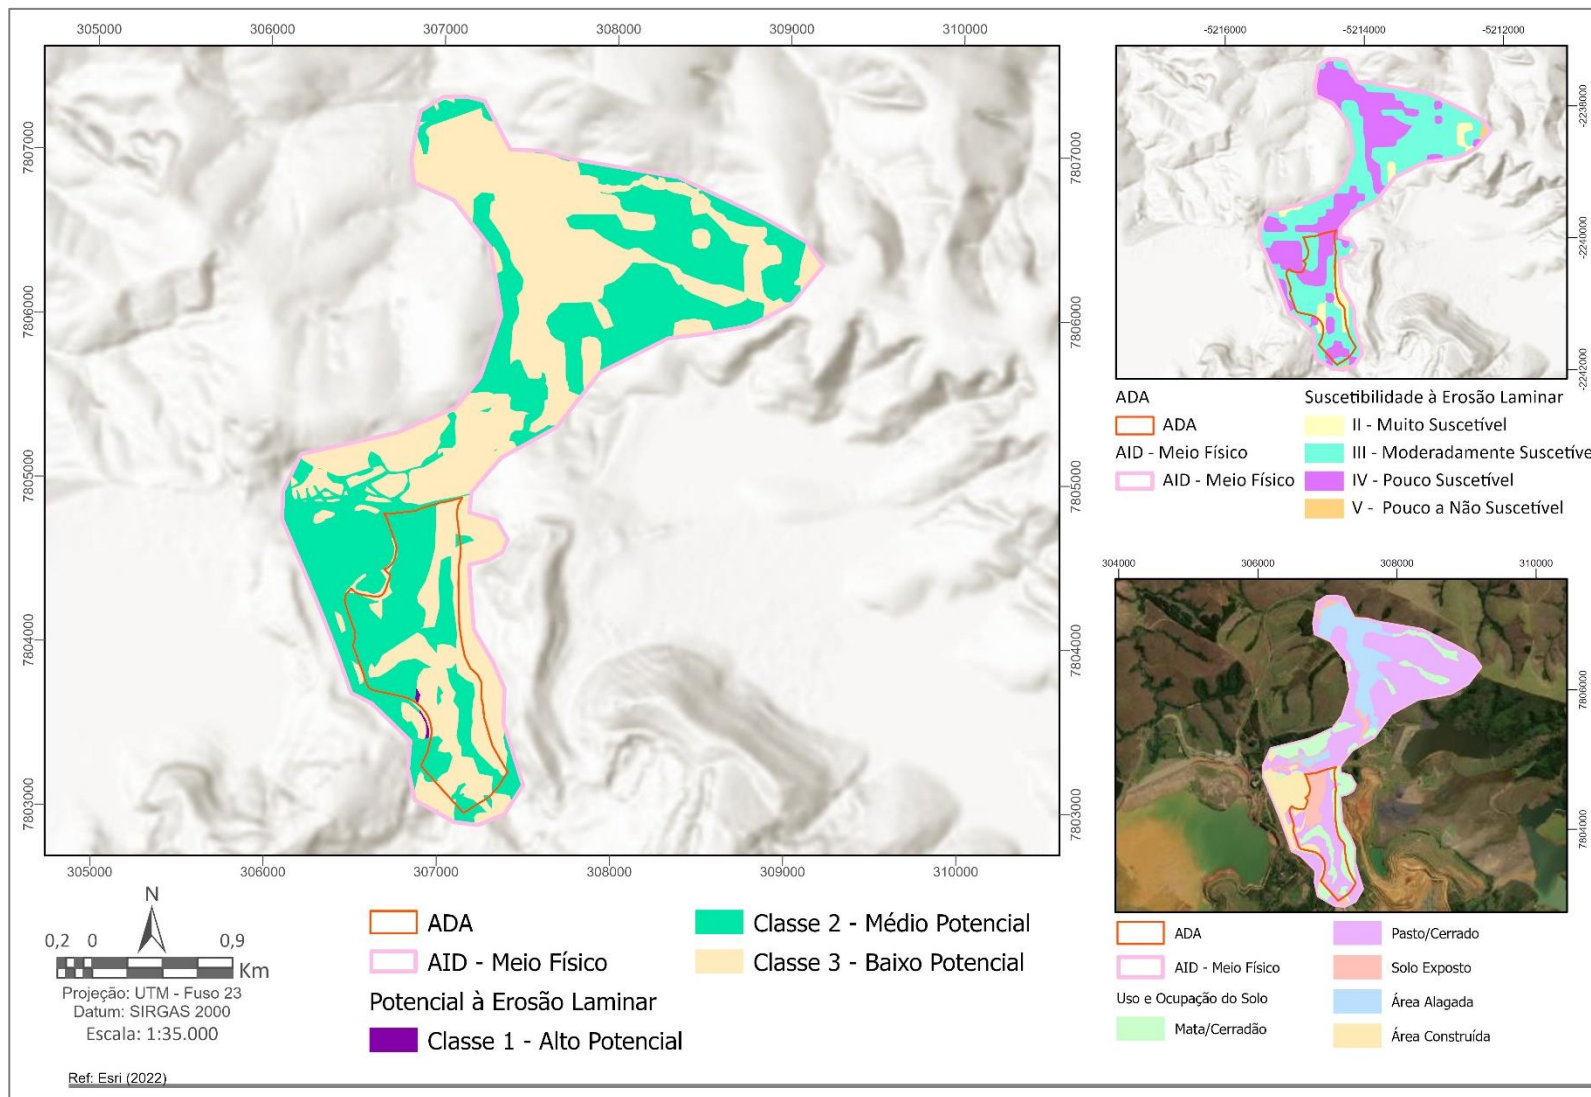 305000 306000 307000 308000 309000 310000
7807000
7806000
7805000
7804000
7803000
7807000
7806000
7805000
7804000
7803000
305000 306000 307000 308000 309000 310000
N
0,2 0 0,9
Km
Projeção: UTM - Fuso 23
Datum: SIRGAS 2000
Escala: 1:35.000
Ref: Esri (2022)
ADA
AID - Meio Físico
Potencial à Erosão Laminar
Classe 1 - Alto Potencial
Classe 2 - Médio Potencial
Classe 3 - Baixo Potencial
-5216000 -5214000 -5212000
-2238000
-2240000
-2242000
ADA
ADA
AID - Meio Físico
AID - Meio Físico
Suscetibilidade à Erosão Laminar
II - Muito Suscetível
III - Moderadamente Suscetíve
IV - Pouco Suscetível
V - Pouco a Não Suscetível
304000 306000 308000 310000
7806000
7804000
ADA
AID - Meio Físico
Uso e Ocupação do Solo
Mata/Cerradão
Pasto/Cerrado
Solo Exposto
Área Alagada
Área Construída